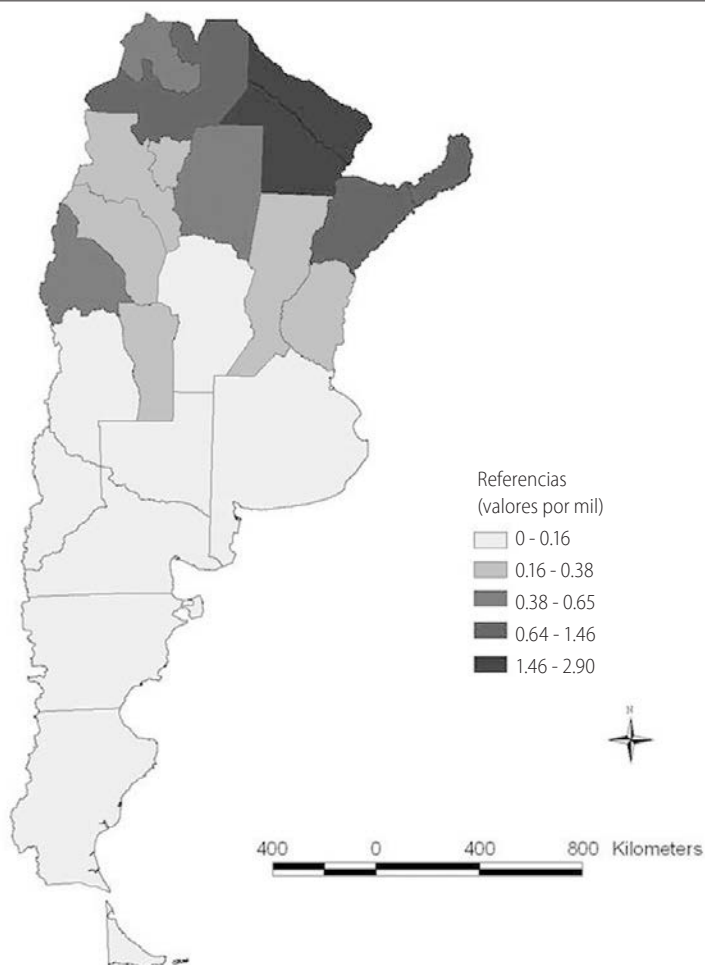 Referencias
(valores por mil)
0 - 0.16
0.16 - 0.38
0.38 - 0.65
0.64 - 1.46
1.46 - 2.90
N
400 0 400 800 Kilometers